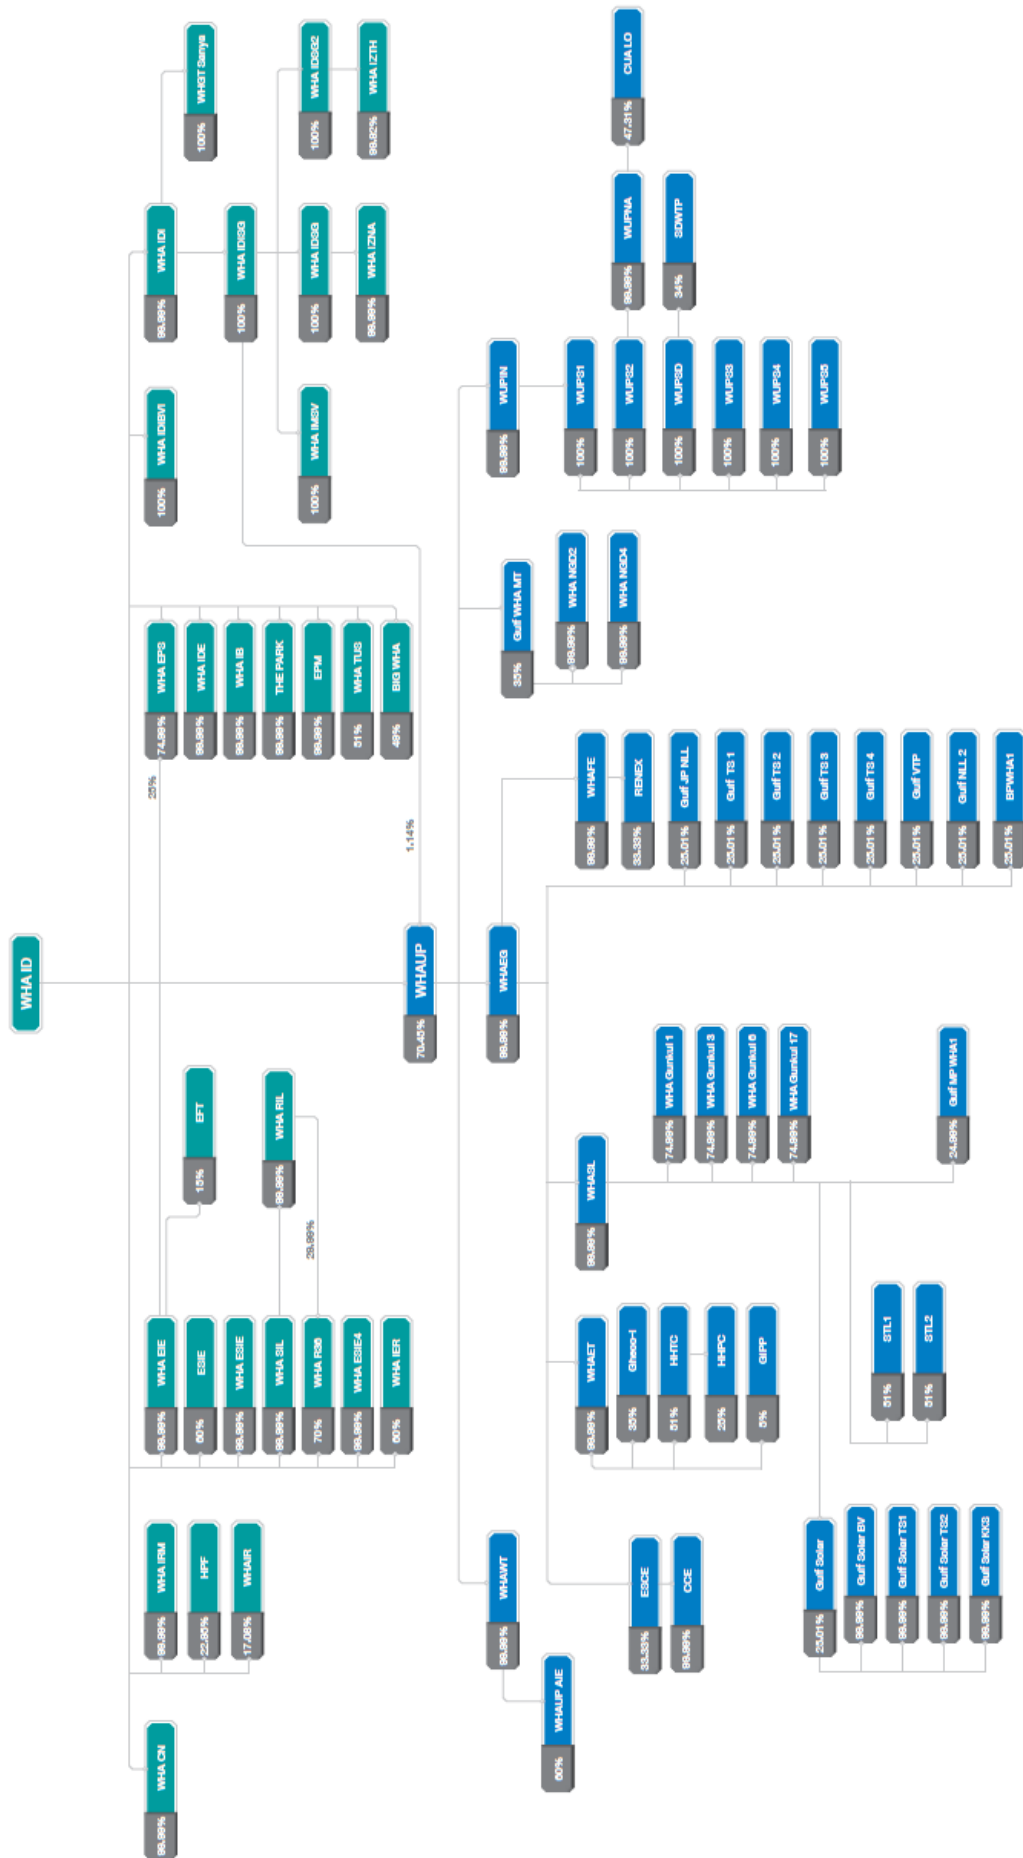 WHA ID
WHA CN
99.99%
WHA IRM
99.99%
HPF
22.95%
WHAIR
17.08%
WHA EIE
99.99%
ESIE
60%
WHA ESIE
99.99%
WHA SIL
99.99%
WHA R36
70%
WHA ESIE4
99.99%
WHA IER
60%
EFT
15%
WHA RIL
99.99%
29.99%
25%
WHA EPS
74.99%
WHA IDE
99.99%
WHA IB
99.99%
THE PARK
99.99%
EPM
99.99%
WHA TUS
51%
BIG WHA
49%
WHA IDIBVI
100%
WHA IDI
99.99%
WHGT Sanya
100%
WHA IDISG
100%
WHA IMSV
100%
WHA IDSG
100%
WHA IDSG2
100%
WHA IZNA
99.99%
WHA IZTH
99.82%
1.14%
WHAUP
70.45%
WHAWT
99.99%
WHAUP AIE
60%
WHAEG
99.99%
Gulf WHA MT
35%
WHA NGD2
99.99%
WHA NGD4
99.99%
WUPIN
99.99%
WUPS1
100%
WUPS2
100%
WUPSD
100%
WUPS3
100%
WUPS4
100%
WUPS5
100%
WUPNA
99.99%
CUA LO
47.31%
SDWTP
34%
ESCE
33.33%
CCE
99.99%
WHAET
99.99%
Gheco-I
35%
HHTC
51%
HHPC
25%
GIPP
5%
WHASL
99.99%
WHA Gunkul 1
74.99%
WHA Gunkul 3
74.99%
WHA Gunkul 6
74.99%
WHA Gunkul 17
74.99%
Gulf Solar
25.01%
Gulf Solar BV
99.99%
Gulf Solar TS1
99.99%
Gulf Solar TS2
99.99%
Gulf Solar KKS
99.99%
STL1
51%
STL2
51%
Gulf MP WHA1
24.99%
WHAFE
99.99%
RENEX
33.33%
Gulf JP NLL
25.01%
Gulf TS 1
25.01%
Gulf TS 2
25.01%
Gulf TS 3
25.01%
Gulf TS 4
25.01%
Gulf VTP
25.01%
Gulf NLL 2
25.01%
BPWHA1
25.01%